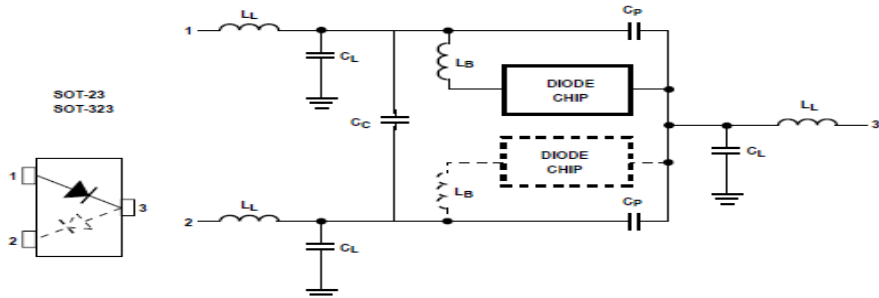 LL
CP
1
CL
LB
DIODE
CHIP
SOT-23
SOT-323
LL
CC
3
DIODE
CHIP
CL
1
3
LB
2
LL
CP
2
CL